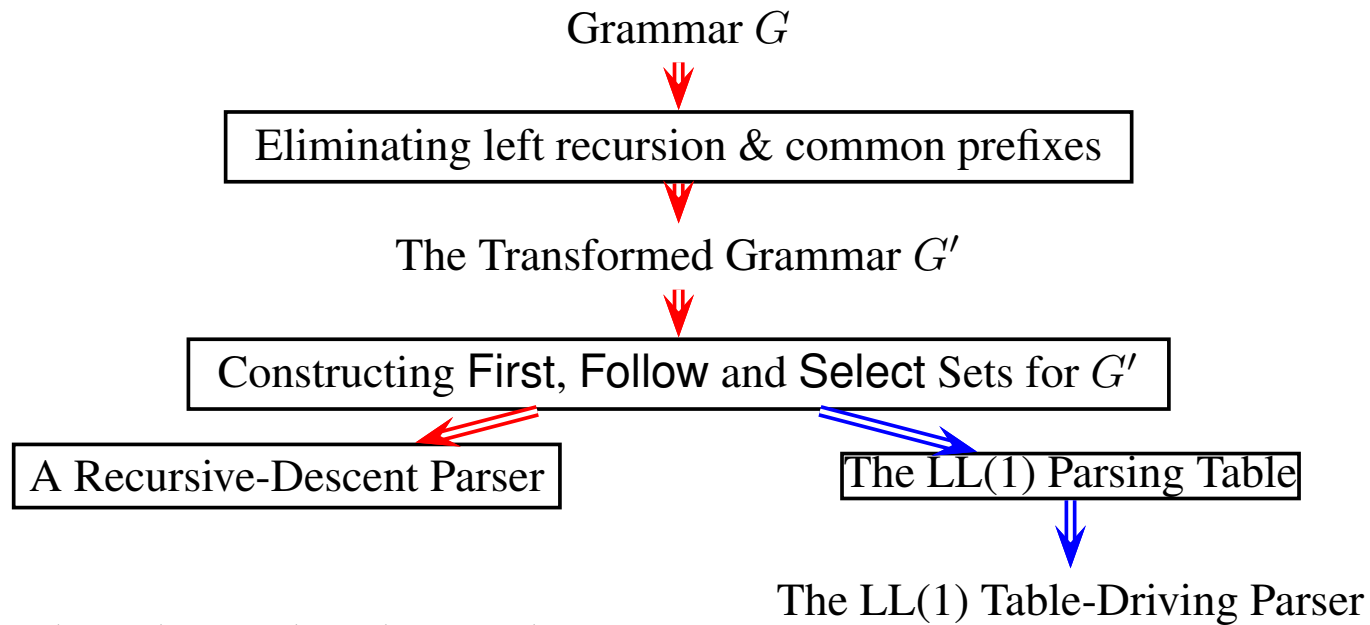 Grammar G
Eliminating left recursion & common prefixes
The Transformed Grammar G′
Constructing First, Follow and Select Sets for G′
A Recursive-Descent Parser
The LL(1) Parsing Table
The LL(1) Table-Driving Parser